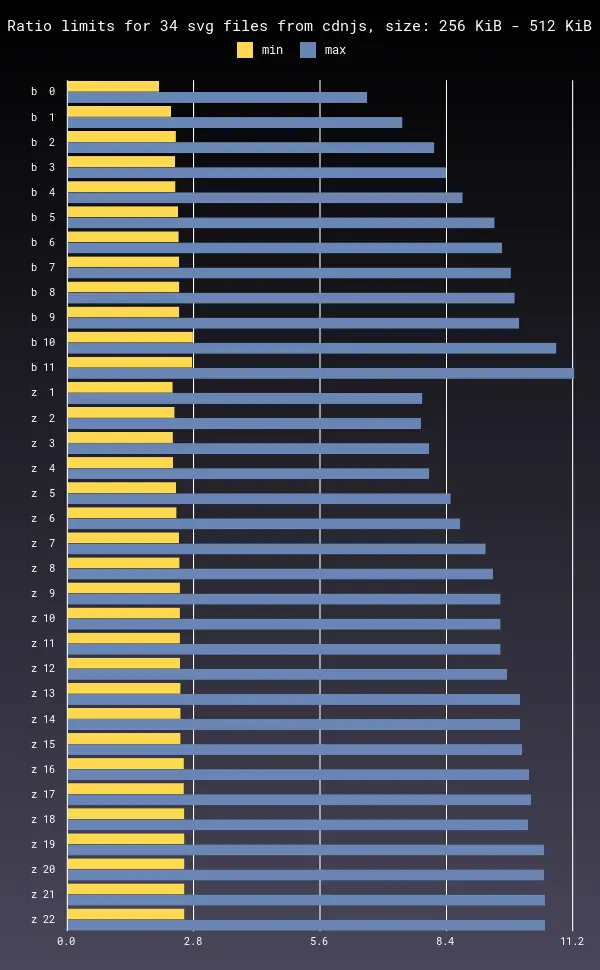 Ratio limits for 34 svg files from cdnjs, size: 256 KiB - 512 KiB
min max
b 0
b 1
b 2
b 3
b 4
b 5
b 6
b 7
b 8
b 9
b 10
b 11
z 1
z 2
z 3
z 4
z 5
z 6
z 7
z 8
z 9
z 10
z 11
z 12
z 13
z 14
z 15
z 16
z 17
z 18
z 19
z 20
z 21
z 22
0.0 2.8 5.6 8.4 11.2